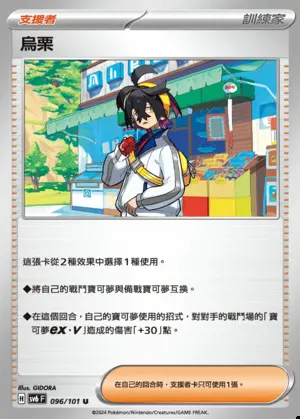 支援者 訓練家
烏栗
這張卡從2種效果中選擇1種使用。
◆將自己的戰鬥寶可夢與備戰寶可夢互換。
◆在這個回合,自己的寶可夢使用的招式,對對手的戰鬥場的「寶
可夢ex・V」造成的傷害「+30」點。
illus. GIDORA
H SV6 F 096/101 U
在自己的回合時,支援者卡只可使用1張。
©2024 Pokémon/Nintendo/Creatures/GAME FREAK.